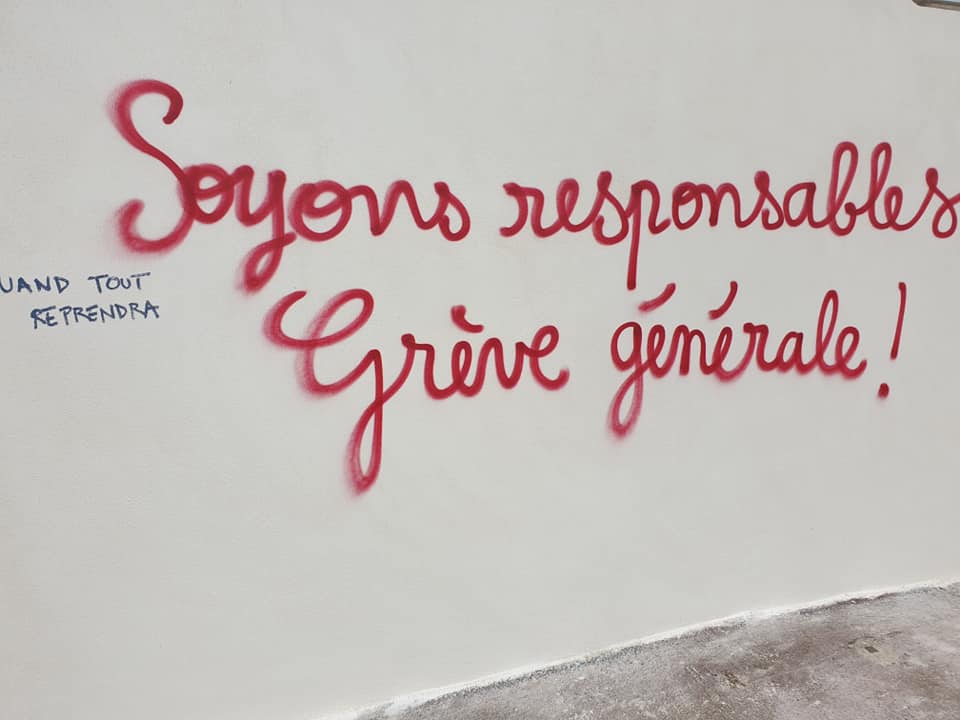 Soyons responsables
Grève générale !
UAND TOUT
REPRENDRA